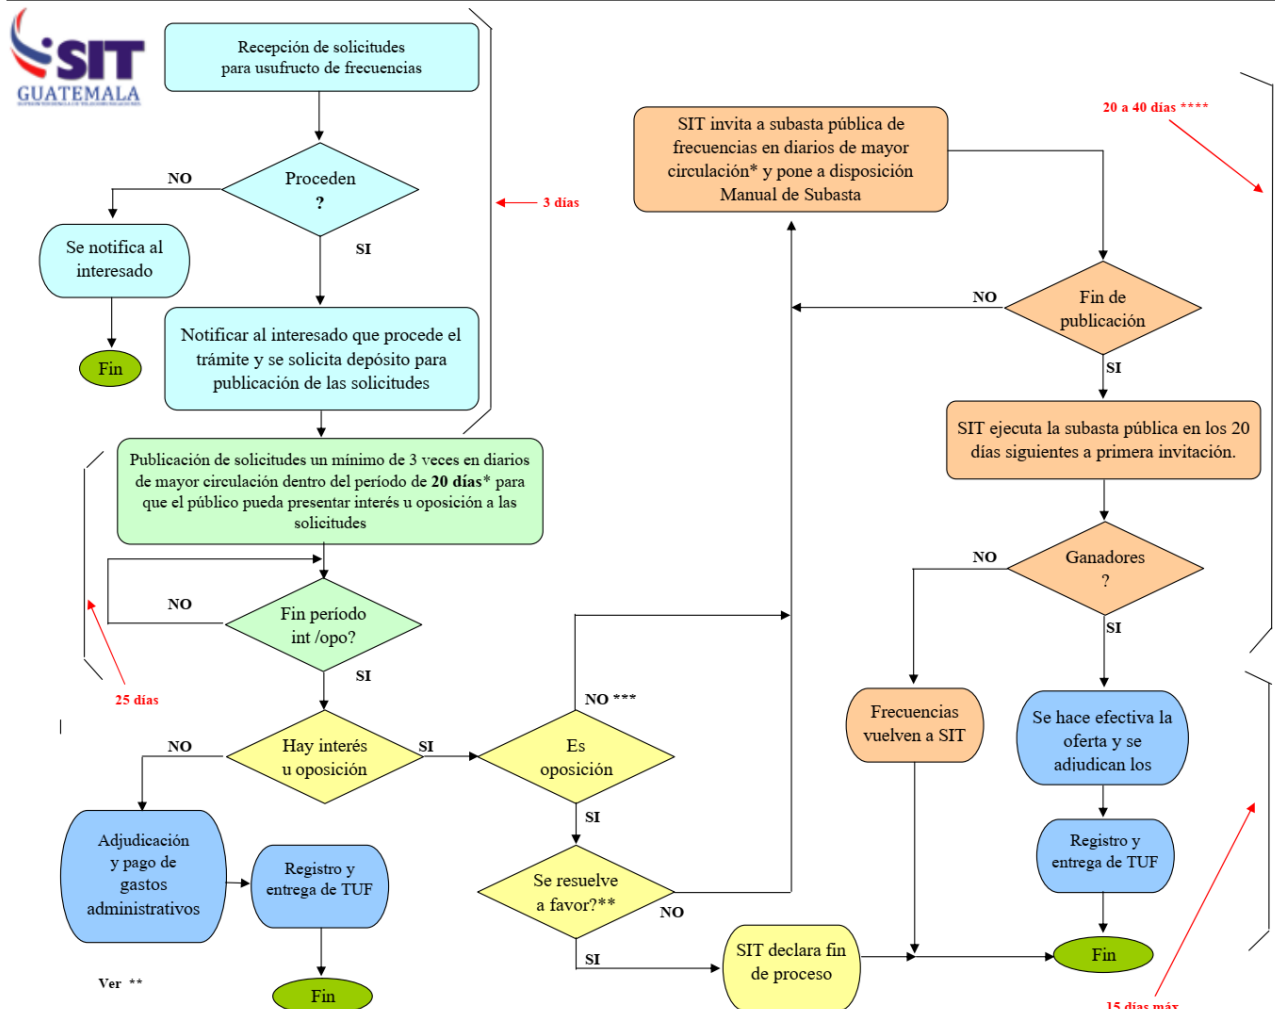 SIT
GUATEMALA
Recepción de solicitudes
para usufructo de frecuencias
Proceden
?
NO
SI
Se notifica al
interesado
Fin
3 días
Notificar al interesado que procede el
trámite y se solicita depósito para
publicación de las solicitudes
Publicación de solicitudes un mínimo de 3 veces en diarios
de mayor circulación dentro del período de 20 días* para
que el público pueda presentar interés u oposición a las
solicitudes
NO
Fin período
int /opo?
SI
25 días
NO
Hay interés
u oposición
SI
Adjudicación
y pago de
gastos
administrativos
Registro y
entrega de TUF
Fin
Ver **
NO ***
Es
oposición
SI
Se resuelve
a favor?**
NO
SI
SIT declara fin
de proceso
SIT invita a subasta pública de
frecuencias en diarios de mayor
circulación* y pone a disposición
Manual de Subasta
20 a 40 días ****
NO
Fin de
publicación
SI
SIT ejecuta la subasta pública en los 20
días siguientes a primera invitación.
NO
Ganadores
?
SI
Frecuencias
vuelven a SIT
Se hace efectiva la
oferta y se
adjudican los
Registro y
entrega de TUF
Fin
15 días máx